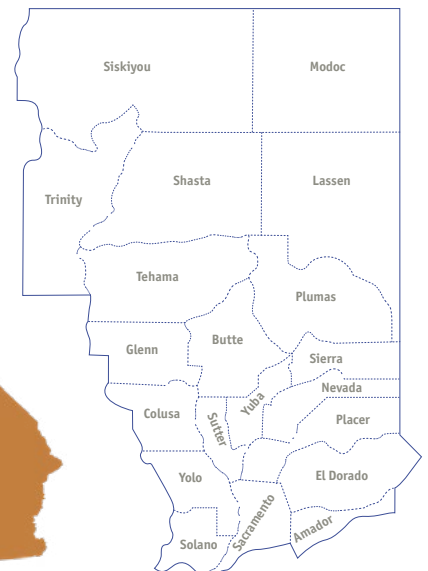 Siskiyou
Modoc
Shasta
Lassen
Trinity
Tehama
Plumas
Butte
Glenn
Sierra
Nevada
Yuba
Colusa
Sutter
Placer
Yolo
El Dorado
Sacramento
Amador
Solano